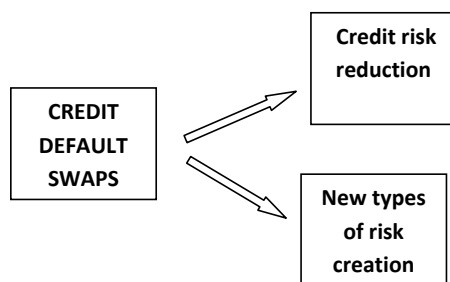 CREDIT
DEFAULT
SWAPS
Credit risk
reduction
New types
of risk
creation